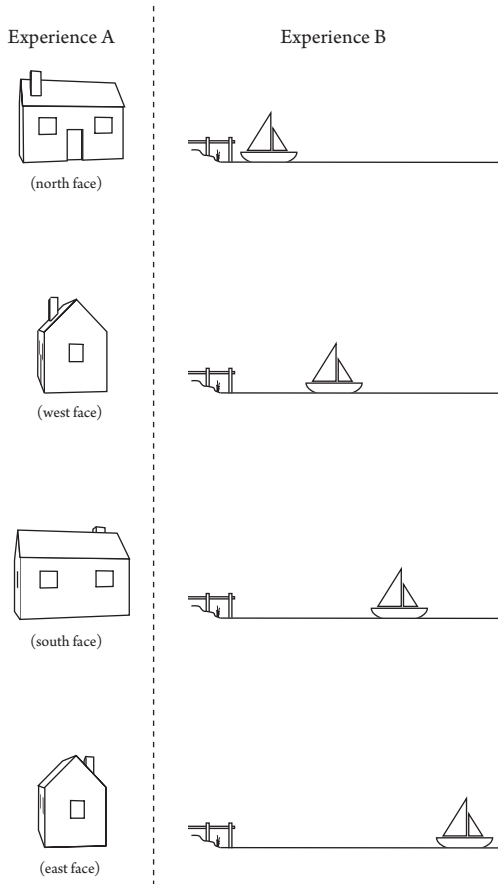 Experience A
Experience B
(north face)
(west face)
(south face)
(east face)